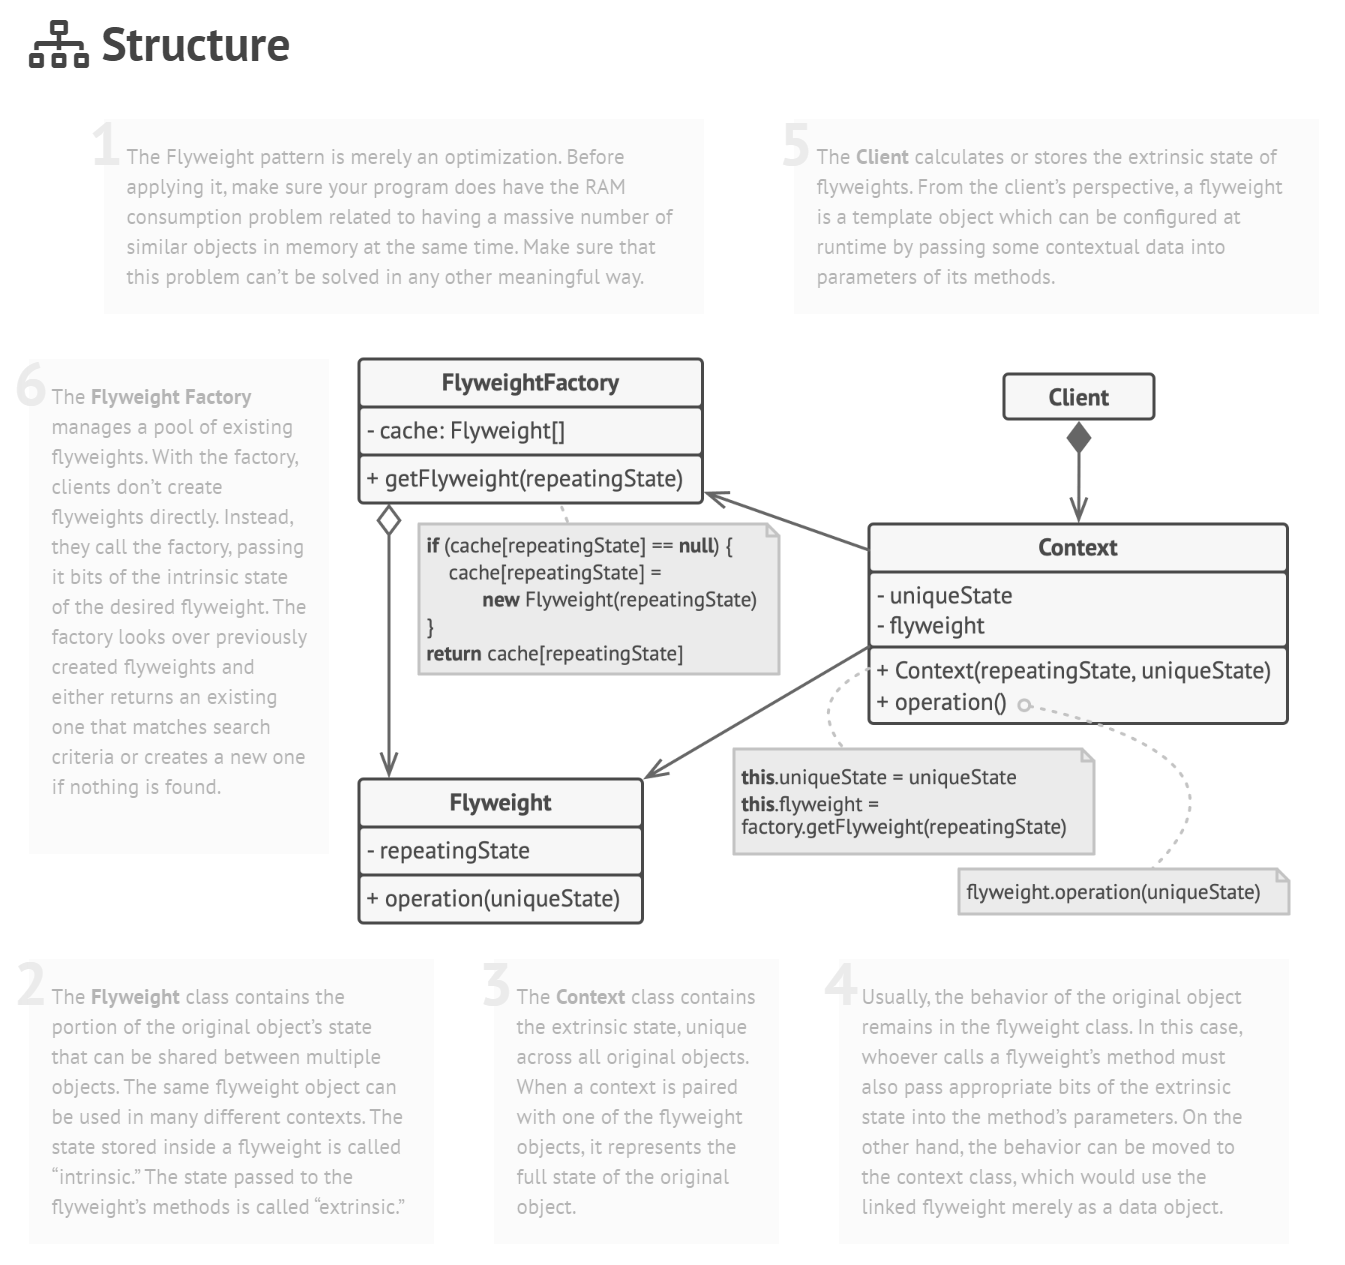 Structure
1
The Flyweight pattern is merely an optimization. Before
applying it, make sure your program does have the RAM
consumption problem related to having a massive number of
similar objects in memory at the same time. Make sure that
this problem can’t be solved in any other meaningful way.
5
The Client calculates or stores the extrinsic state of
flyweights. From the client’s perspective, a flyweight
is a template object which can be configured at
runtime by passing some contextual data into
parameters of its methods.
6
The Flyweight Factory
manages a pool of existing
flyweights. With the factory,
clients don’t create
flyweights directly. Instead,
they call the factory, passing
it bits of the intrinsic state
of the desired flyweight. The
factory looks over previously
created flyweights and
either returns an existing
one that matches search
criteria or creates a new one
if nothing is found.
FlyweightFactory
- cache: Flyweight[]
+ getFlyweight(repeatingState)
if (cache[repeatingState] == null) {
cache[repeatingState] =
new Flyweight(repeatingState)
}
return cache[repeatingState]
Client
Context
- uniqueState
- flyweight
+ Context(repeatingState, uniqueState)
+ operation()
this.uniqueState = uniqueState
this.flyweight =
factory.getFlyweight(repeatingState)
flyweight.operation(uniqueState)
Flyweight
- repeatingState
+ operation(uniqueState)
2
The Flyweight class contains the
portion of the original object’s state
that can be shared between multiple
objects. The same flyweight object can
be used in many different contexts. The
state stored inside a flyweight is called
“intrinsic.” The state passed to the
flyweight’s methods is called “extrinsic.”
3
The Context class contains
the extrinsic state, unique
across all original objects.
When a context is paired
with one of the flyweight
objects, it represents the
full state of the original
object.
4
Usually, the behavior of the original object
remains in the flyweight class. In this case,
whoever calls a flyweight’s method must
also pass appropriate bits of the extrinsic
state into the method’s parameters. On the
other hand, the behavior can be moved to
the context class, which would use the
linked flyweight merely as a data object.